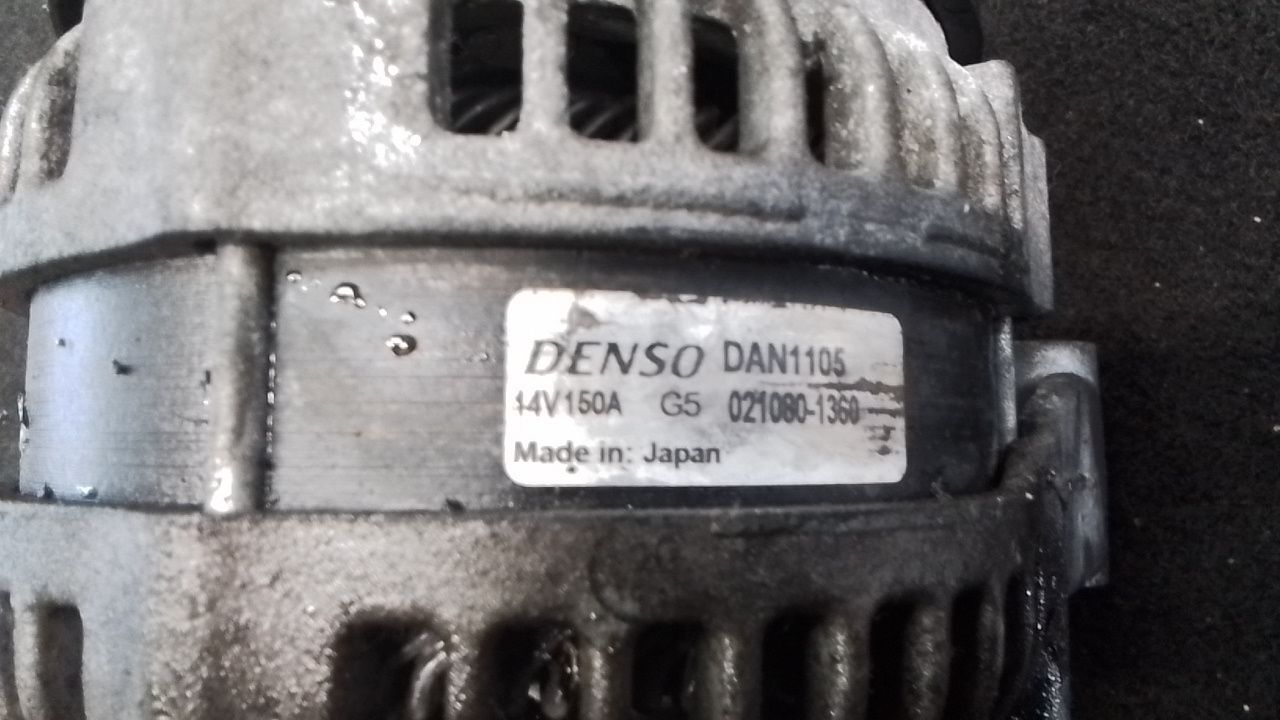 DENSO DAN1105
14V150A G5 021080-1360
Made in: Japan